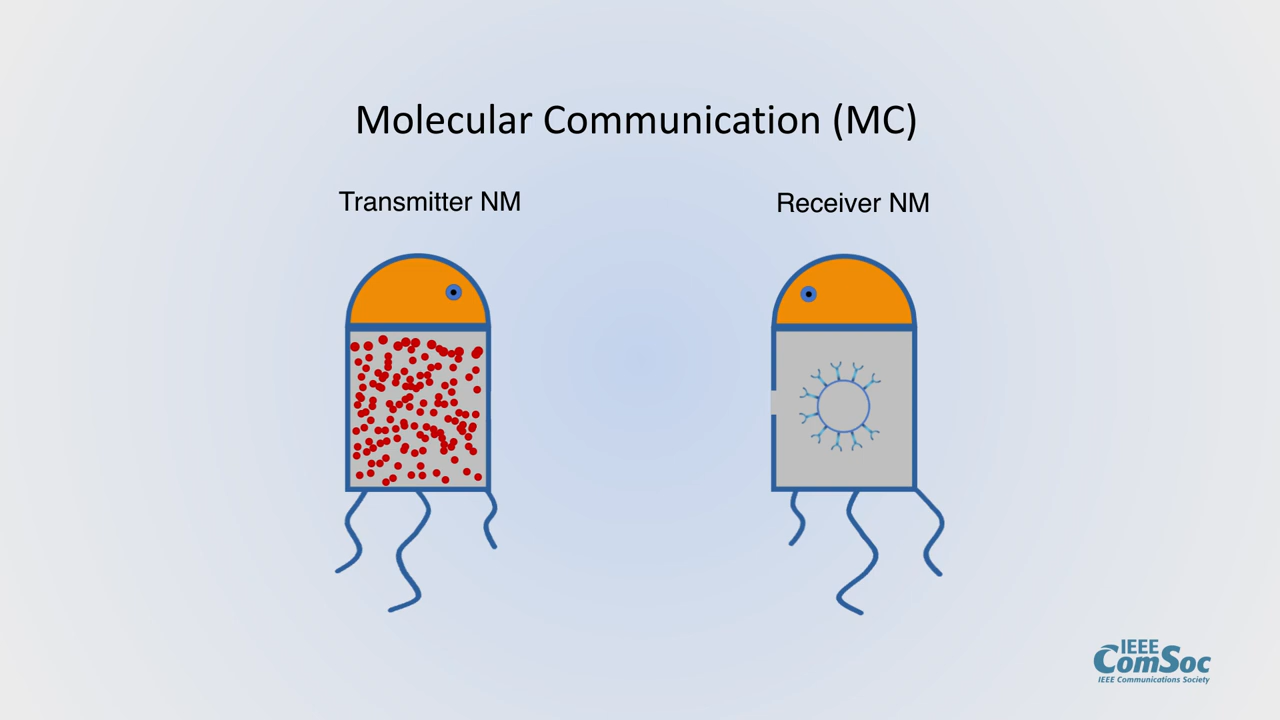 Molecular Communication (MC)
Transmitter NM
Receiver NM
IEEE
ComSoc
IEEE Communications Society